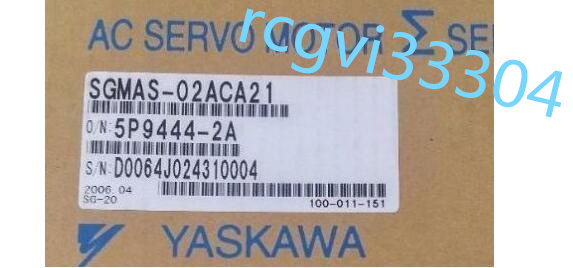 AC SERVO MOTOR Σ SE
rcgvi33304
SGMAS-02ACA21
O/N: 5P9444-2A
S/N: D0064J024310004
2006.04
SG-20
100-011-151
YASKAWA